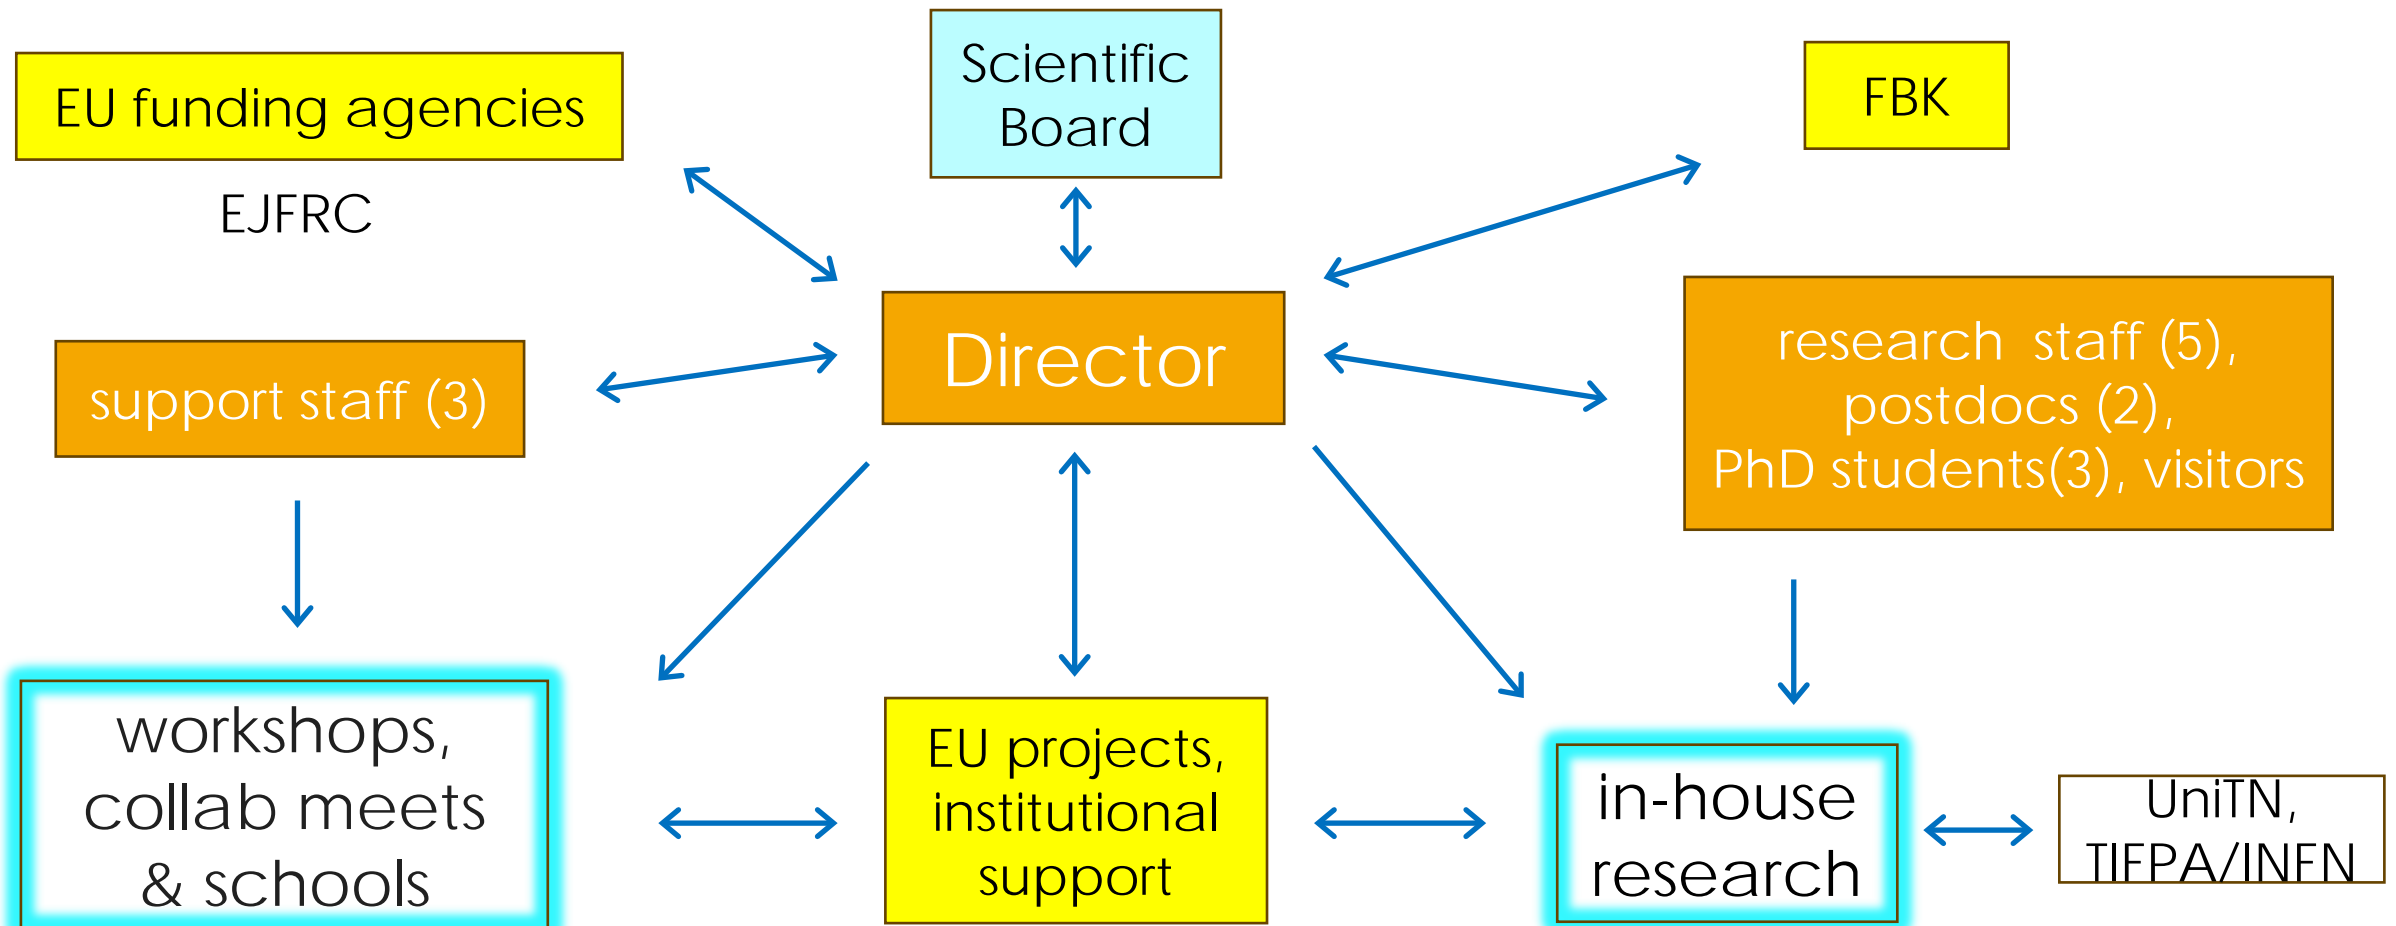 EU funding agencies
EJFRC
Scientific
Board
FBK
support staff (3)
Director
research staff (5),
postdocs (2),
PhD students(3), visitors
workshops,
collab meets
& schools
EU projects,
institutional
support
in-house
research
UniTN,
TIFPA/INFN